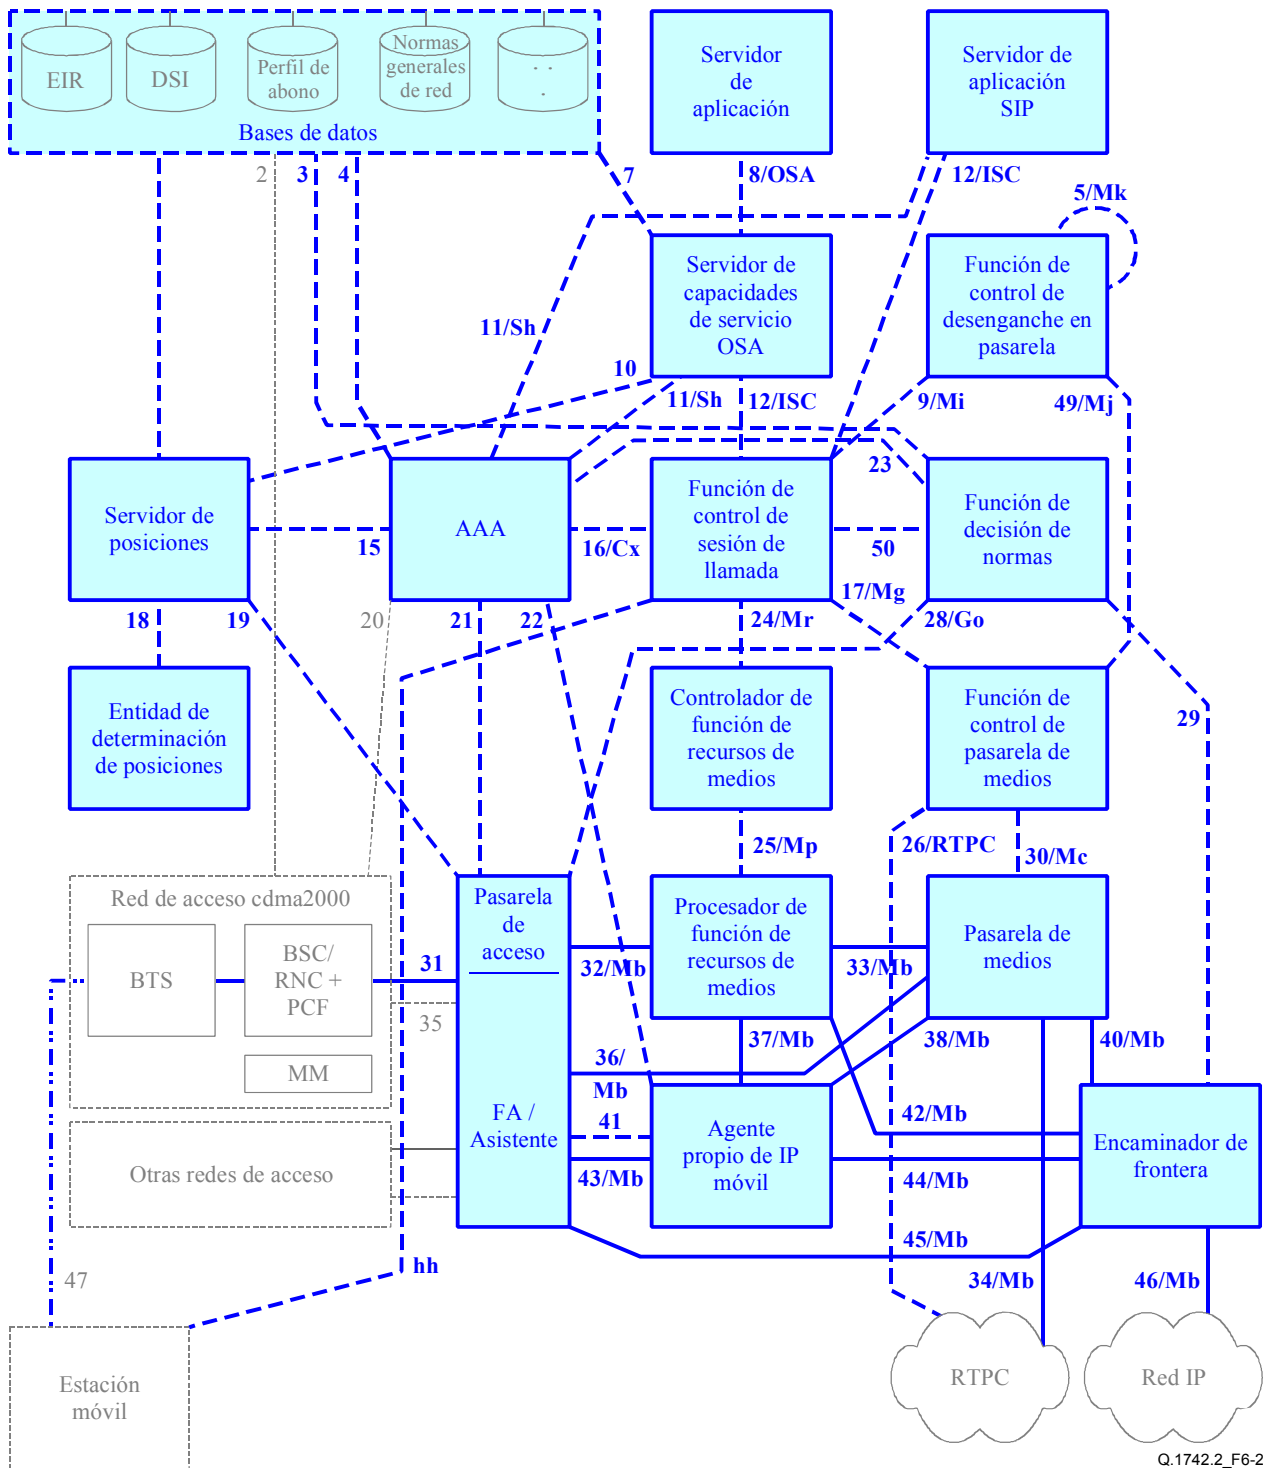 EIR
DSI
Perfil de
abono
Normas
generales
de red
. .
.
Bases de datos
Servidor
de
aplicación
Servidor de
aplicación
SIP
2
3
4
7
8/OSA
12/ISC
5/Mk
Servidor de
capacidades
de servicio
OSA
Función de
control de
desenganche en
pasarela
11/Sh
10
11/Sh
12/ISC
9/Mi
49/Mj
23
Servidor de
posiciones
15
AAA
16/Cx
Función de
control de
sesión de
llamada
50
Función de
decisión de
normas
17/Mg
18
19
20
21
22
24/Mr
28/Go
Entidad de
determinación
de posiciones
Controlador de
función de
recursos de
medios
Función de
control de
pasarela de
medios
29
25/Mp
26/RTPC
30/Mc
Red de acceso cdma2000
BTS
BSC/
RNC +
PCF
MM
31
35
Pasarela
de
acceso
FA /
Asistente
32/Mb
Procesador de
función de
recursos de
medios
33/Mb
Pasarela de
medios
36/
Mb
37/Mb
38/Mb
40/Mb
41
42/Mb
Otras redes de acceso
43/Mb
Agente
propio de IP
móvil
44/Mb
Encaminador de
frontera
45/Mb
hh
47
34/Mb
46/Mb
Estación
móvil
RTPC
Red IP
Q.1742.2_F6-2